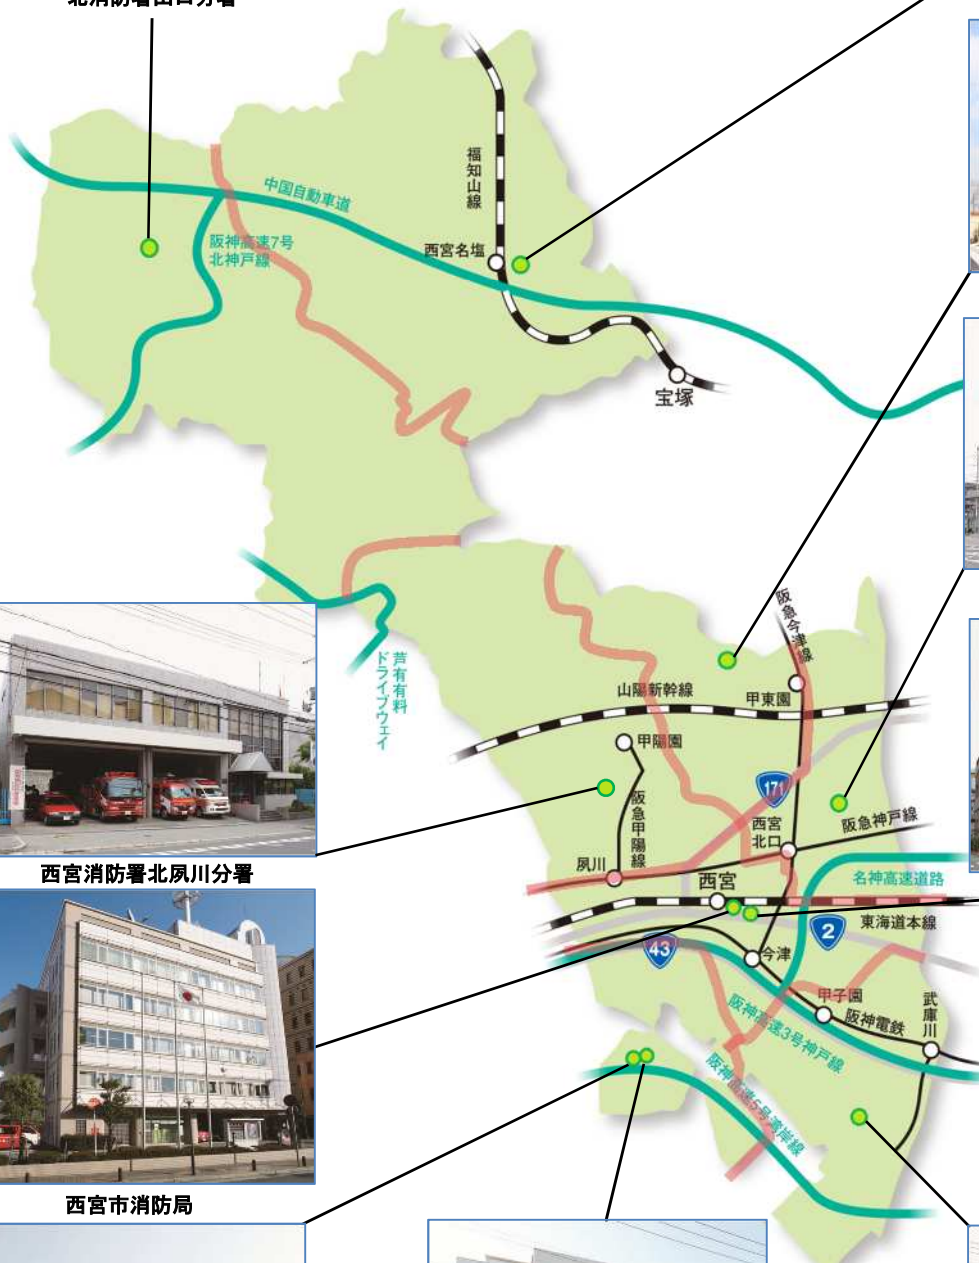 北消防署山口分署
福知山線
中国自動車道
阪神高速7号
北神戸線
西宮名塩
宝塚
阪急今津線
芦有有料
ドライブウェイ
山陽新幹線
甲東園
甲陽園
171
阪急甲陽線
西宮
北口
阪急神戸線
西宮消防署北夙川分署
夙川
西宮
名神高速道路
2
東海道本線
43
今津
甲子園
阪神電鉄
武庫川
阪神高速3号神戸線
阪神高速5号湾岸線
西宮市消防局